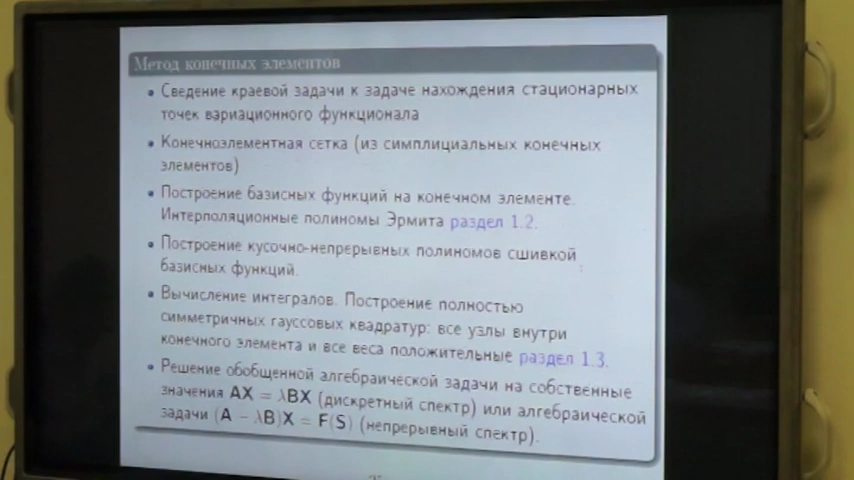 Метод конечных элементов
• Сведение краевой задачи к задаче нахождения стационарных
точек вариационного функционала
• Конечноэлементная сетка (из симплициальных конечных
элементов)
• Построение базисных функций на конечном элементе.
Интерполяционные полиномы Эрмита раздел 1.2.
• Построение кусочно-непрерывных полиномов сшивкой
базисных функций.
• Вычисление интегралов. Построение полностью
симметричных гауссовых квадратур: все узлы внутри
конечного элемента и все веса положительные раздел 1.3.
• Решение обобщенной алгебраической задачи на собственные
значения AX = λBX (дискретный спектр) или алгебраической
задачи (A − λB)X = F(S) (непрерывный спектр).